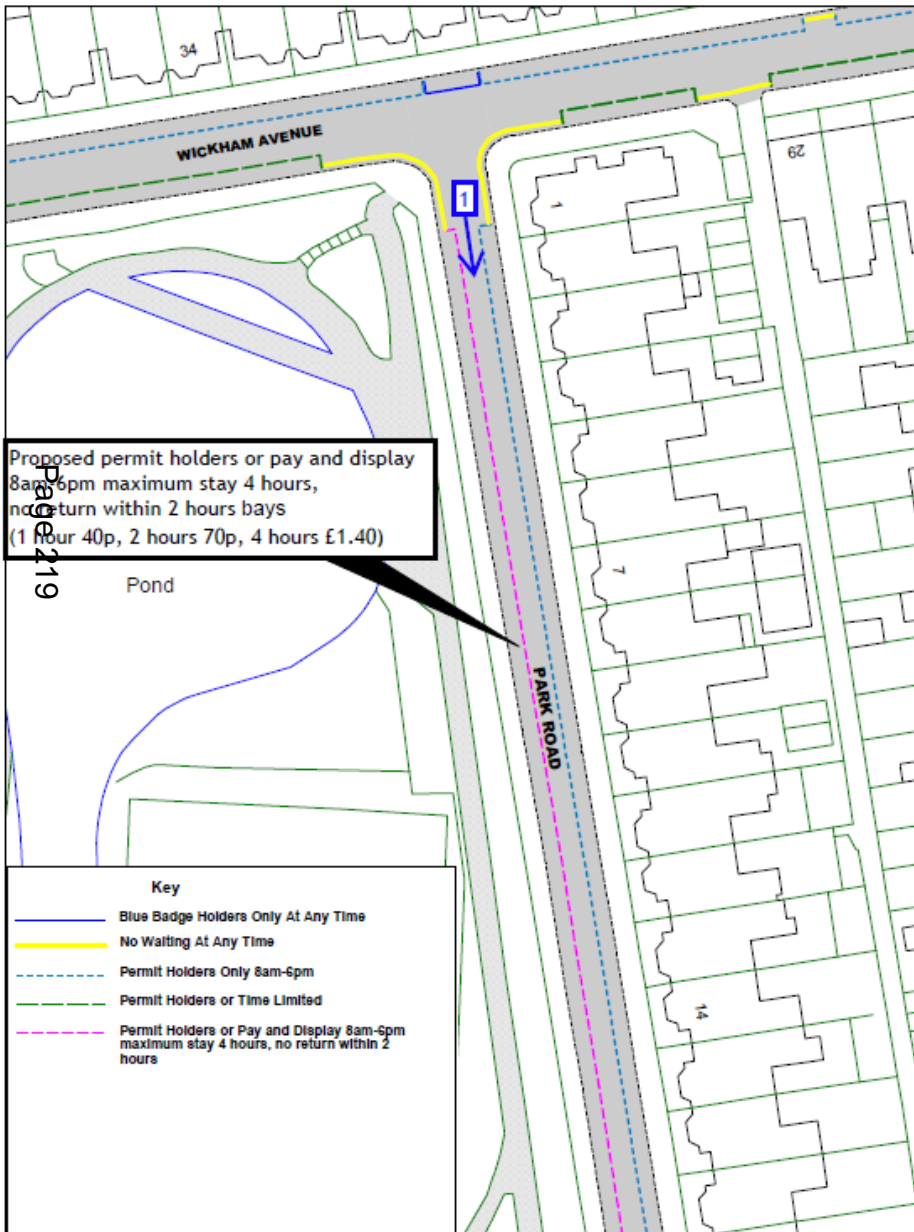 34
WICKHAM AVENUE
29
1
1
Proposed permit holders or pay and display
8am-6pm maximum stay 4 hours,
no return within 2 hours bays
(1 hour 40p, 2 hours 70p, 4 hours £1.40)
Page 219
Pond
7
PARK ROAD
14
Key
Blue Badge Holders Only At Any Time
No Waiting At Any Time
Permit Holders Only 8am-6pm
Permit Holders or Time Limited
Permit Holders or Pay and Display 8am-6pm
maximum stay 4 hours, no return within 2
hours